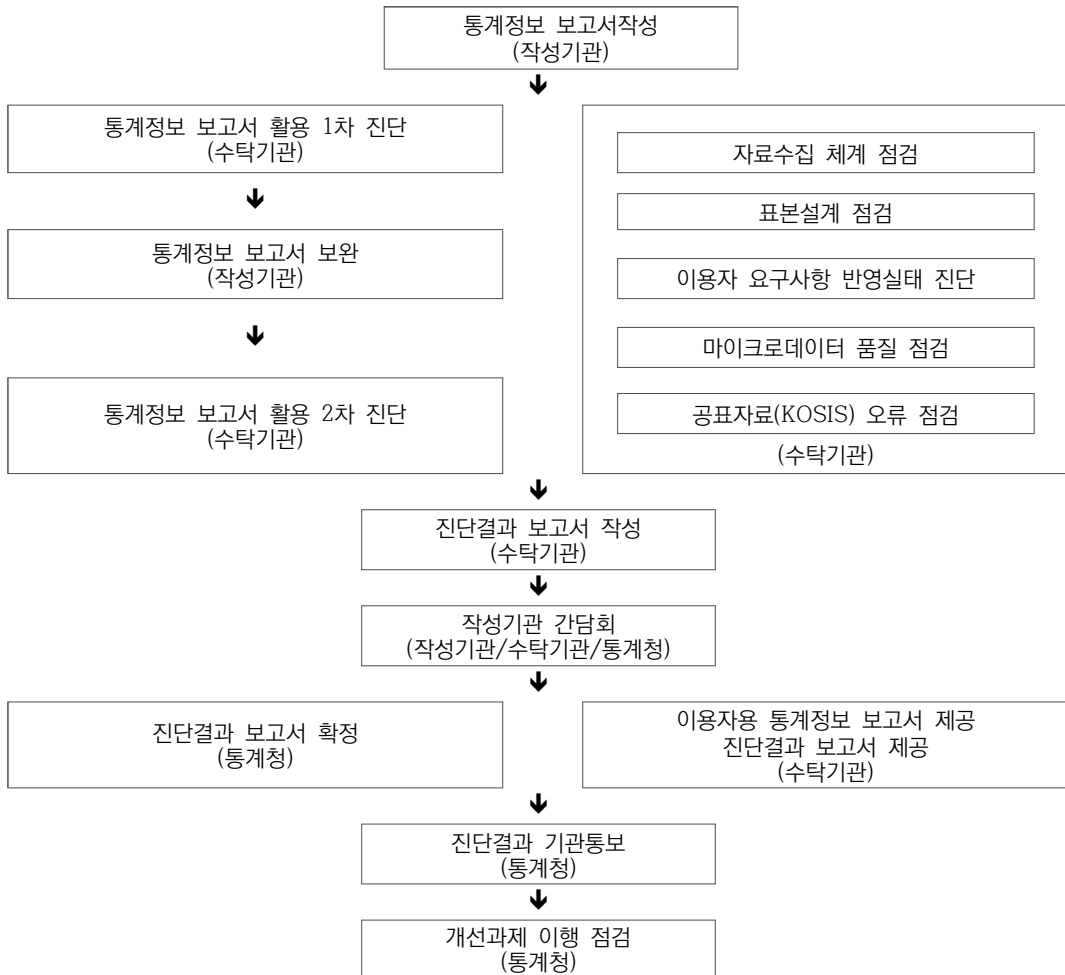 통계정보 보고서작성
(작성기관)
통계정보 보고서 활용 1차 진단
(수탁기관)
통계정보 보고서 보완
(작성기관)
통계정보 보고서 활용 2차 진단
(수탁기관)
자료수집 체계 점검
표본설계 점검
이용자 요구사항 반영실태 진단
마이크로데이터 품질 점검
공표자료(KOSIS) 오류 점검
(수탁기관)
진단결과 보고서 작성
(수탁기관)
작성기관 간담회
(작성기관/수탁기관/통계청)
진단결과 보고서 확정
(통계청)
이용자용 통계정보 보고서 제공
진단결과 보고서 제공
(수탁기관)
진단결과 기관통보
(통계청)
개선과제 이행 점검
(통계청)